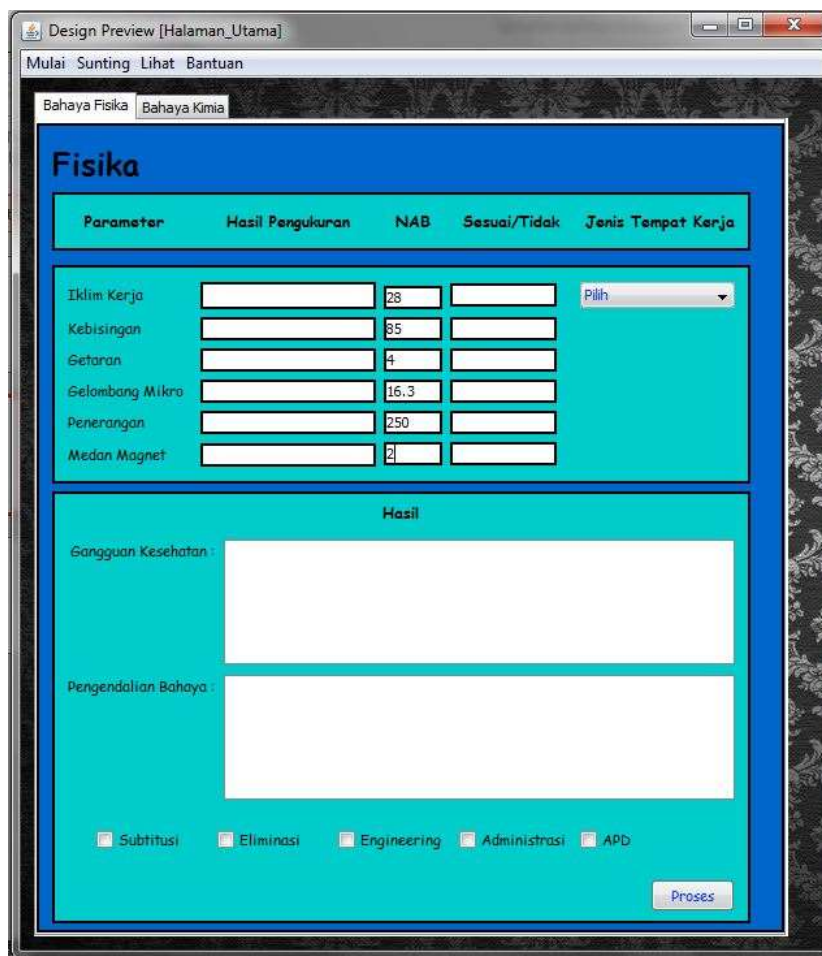 Design Preview [Halaman_Utama]
Mulai Sunting Lihat Bantuan
Bahaya Fisika Bahaya Kimia
Fisika
Parameter Hasil Pengukuran NAB Sesuai/Tidak Jenis Tempat Kerja
Iklim Kerja 28 Pilih
Kebisingan 85
Getaran 4
Gelombang Mikro 16.3
Penerangan 250
Medan Magnet 2
Hasil
Gangguan Kesehatan :
Pengendalian Bahaya :
Subtitusi Eliminasi Engineering Administrasi APD
Proses